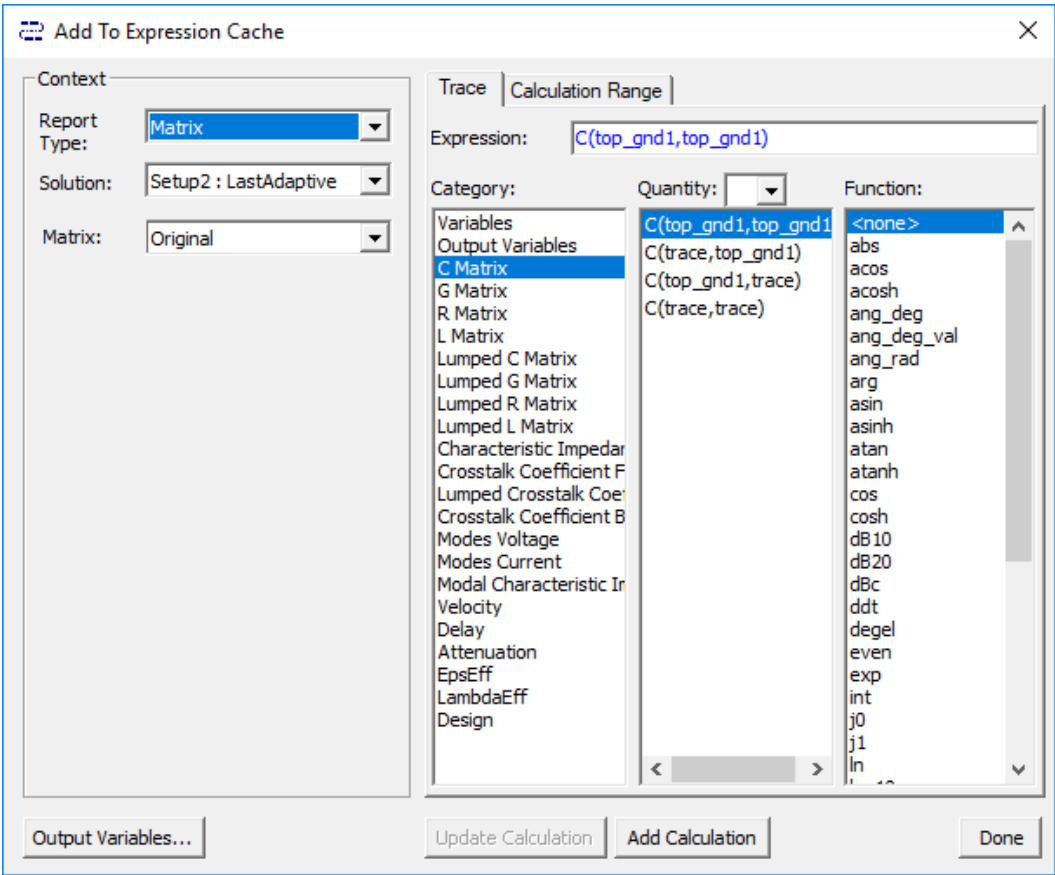 Add To Expression Cache
Context
Report
Type:
Matrix
Solution:
Setup2 : LastAdaptive
Matrix:
Original
Trace
Calculation Range
Expression:
C(top_gnd1,top_gnd1)
Category:
Quantity:
Function:
Variables
Output Variables
C Matrix
G Matrix
R Matrix
L Matrix
Lumped C Matrix
Lumped G Matrix
Lumped R Matrix
Lumped L Matrix
Characteristic Impedar
Crosstalk Coefficient F
Lumped Crosstalk Coef
Crosstalk Coefficient B
Modes Voltage
Modes Current
Modal Characteristic Ir
Velocity
Delay
Attenuation
EpsEff
LambdaEff
Design
C(top_gnd1,top_gnd1
C(trace,top_gnd1)
C(top_gnd1,trace)
C(trace,trace)
<none>
abs
acos
acosh
ang_deg
ang_deg_val
ang_rad
arg
asin
asinh
atan
atanh
cos
cosh
dB10
dB20
dBc
ddt
degel
even
exp
int
j0
j1
ln
Output Variables...
Update Calculation
Add Calculation
Done